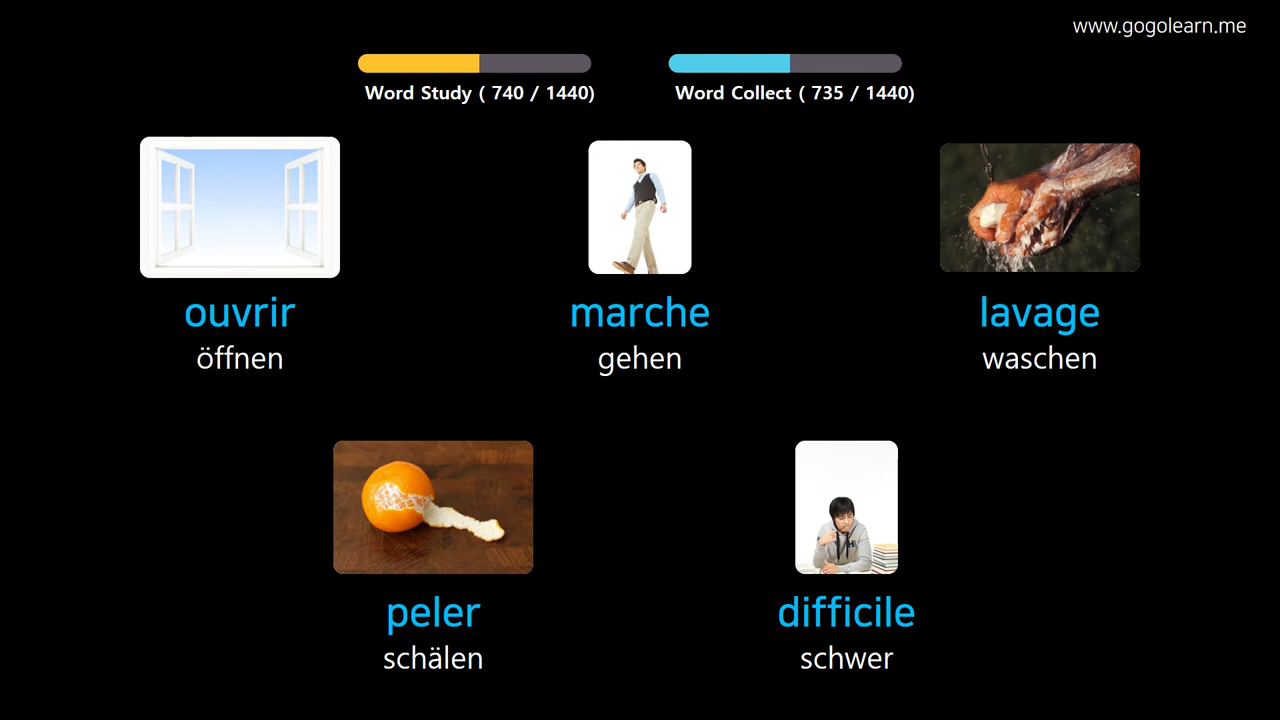 www.gogolearn.me
Word Study ( 740 / 1440)
Word Collect ( 735 / 1440)
ouvrir
öffnen
marche
gehen
lavage
waschen
peler
schälen
difficile
schwer